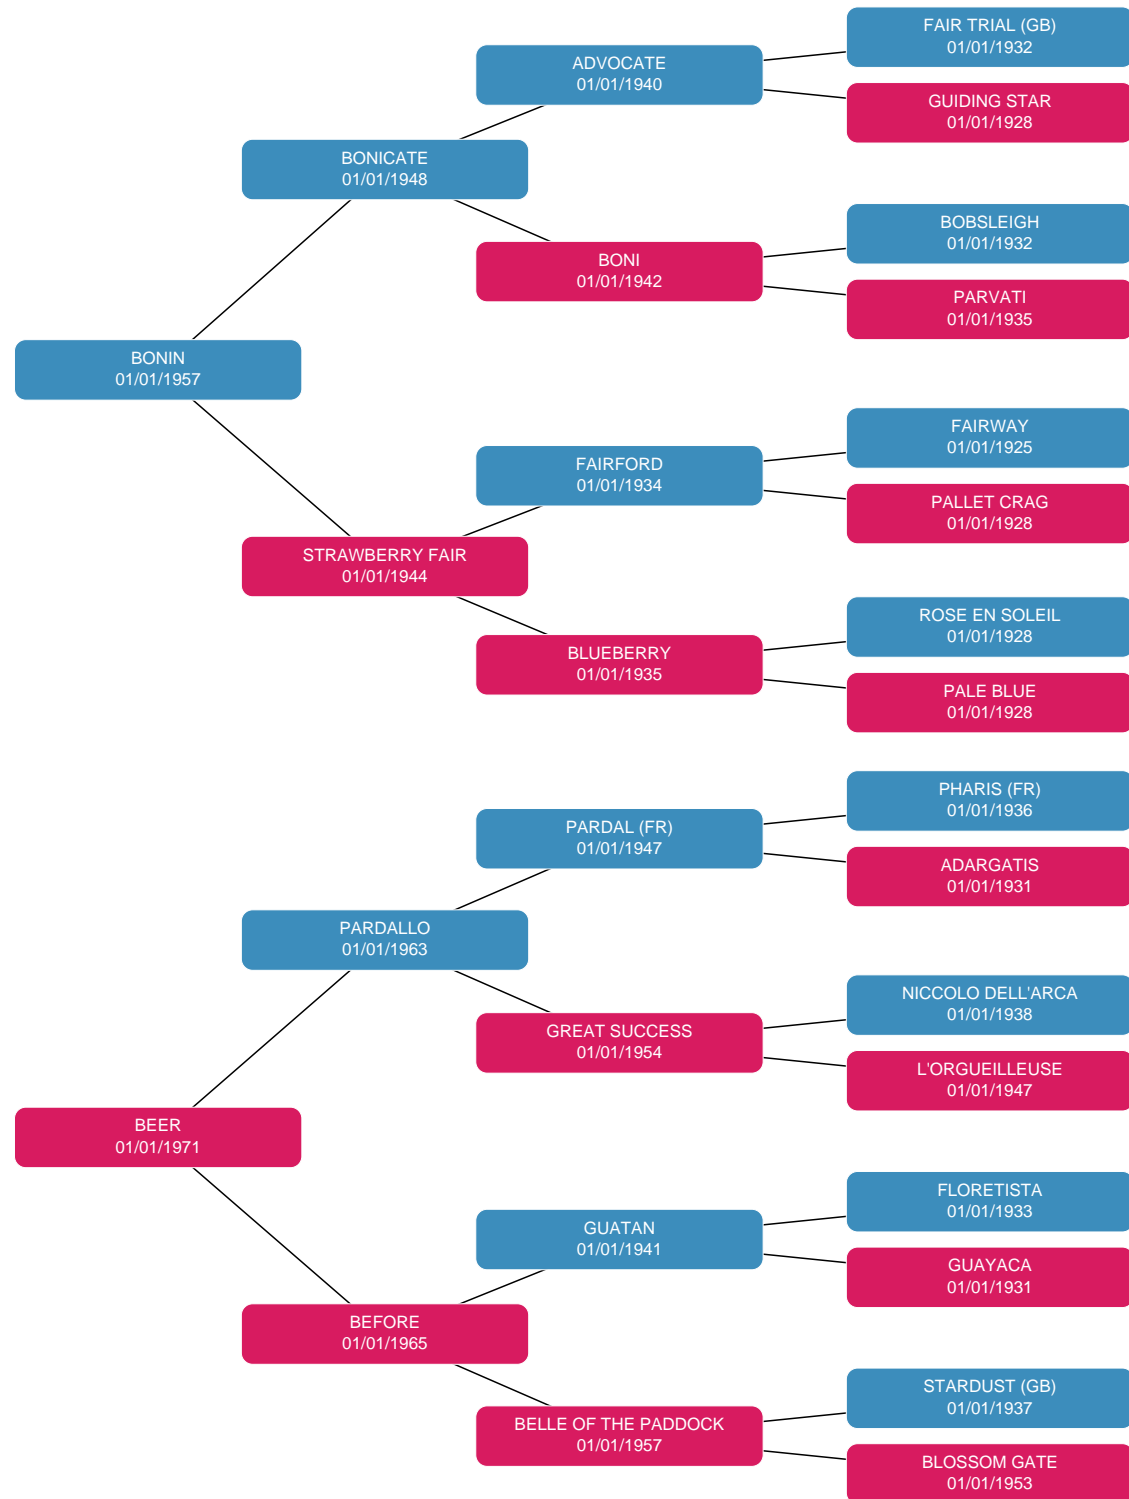 FAIR TRIAL (GB)
01/01/1932
ADVOCATE
01/01/1940
GUIDING STAR
01/01/1928
BONICATE
01/01/1948
BOBSLEIGH
01/01/1932
BONI
01/01/1942
PARVATI
01/01/1935
BONIN
01/01/1957
FAIRWAY
01/01/1925
FAIRFORD
01/01/1934
PALLET CRAG
01/01/1928
STRAWBERRY FAIR
01/01/1944
ROSE EN SOLEIL
01/01/1928
BLUEBERRY
01/01/1935
PALE BLUE
01/01/1928
PHARIS (FR)
01/01/1936
PARDAL (FR)
01/01/1947
ADARGATIS
01/01/1931
PARDALLO
01/01/1963
NICCOLO DELL'ARCA
01/01/1938
GREAT SUCCESS
01/01/1954
L'ORGUEILLEUSE
01/01/1947
BEER
01/01/1971
FLORETISTA
01/01/1933
GUATAN
01/01/1941
GUAYACA
01/01/1931
BEFORE
01/01/1965
STARDUST (GB)
01/01/1937
BELLE OF THE PADDOCK
01/01/1957
BLOSSOM GATE
01/01/1953